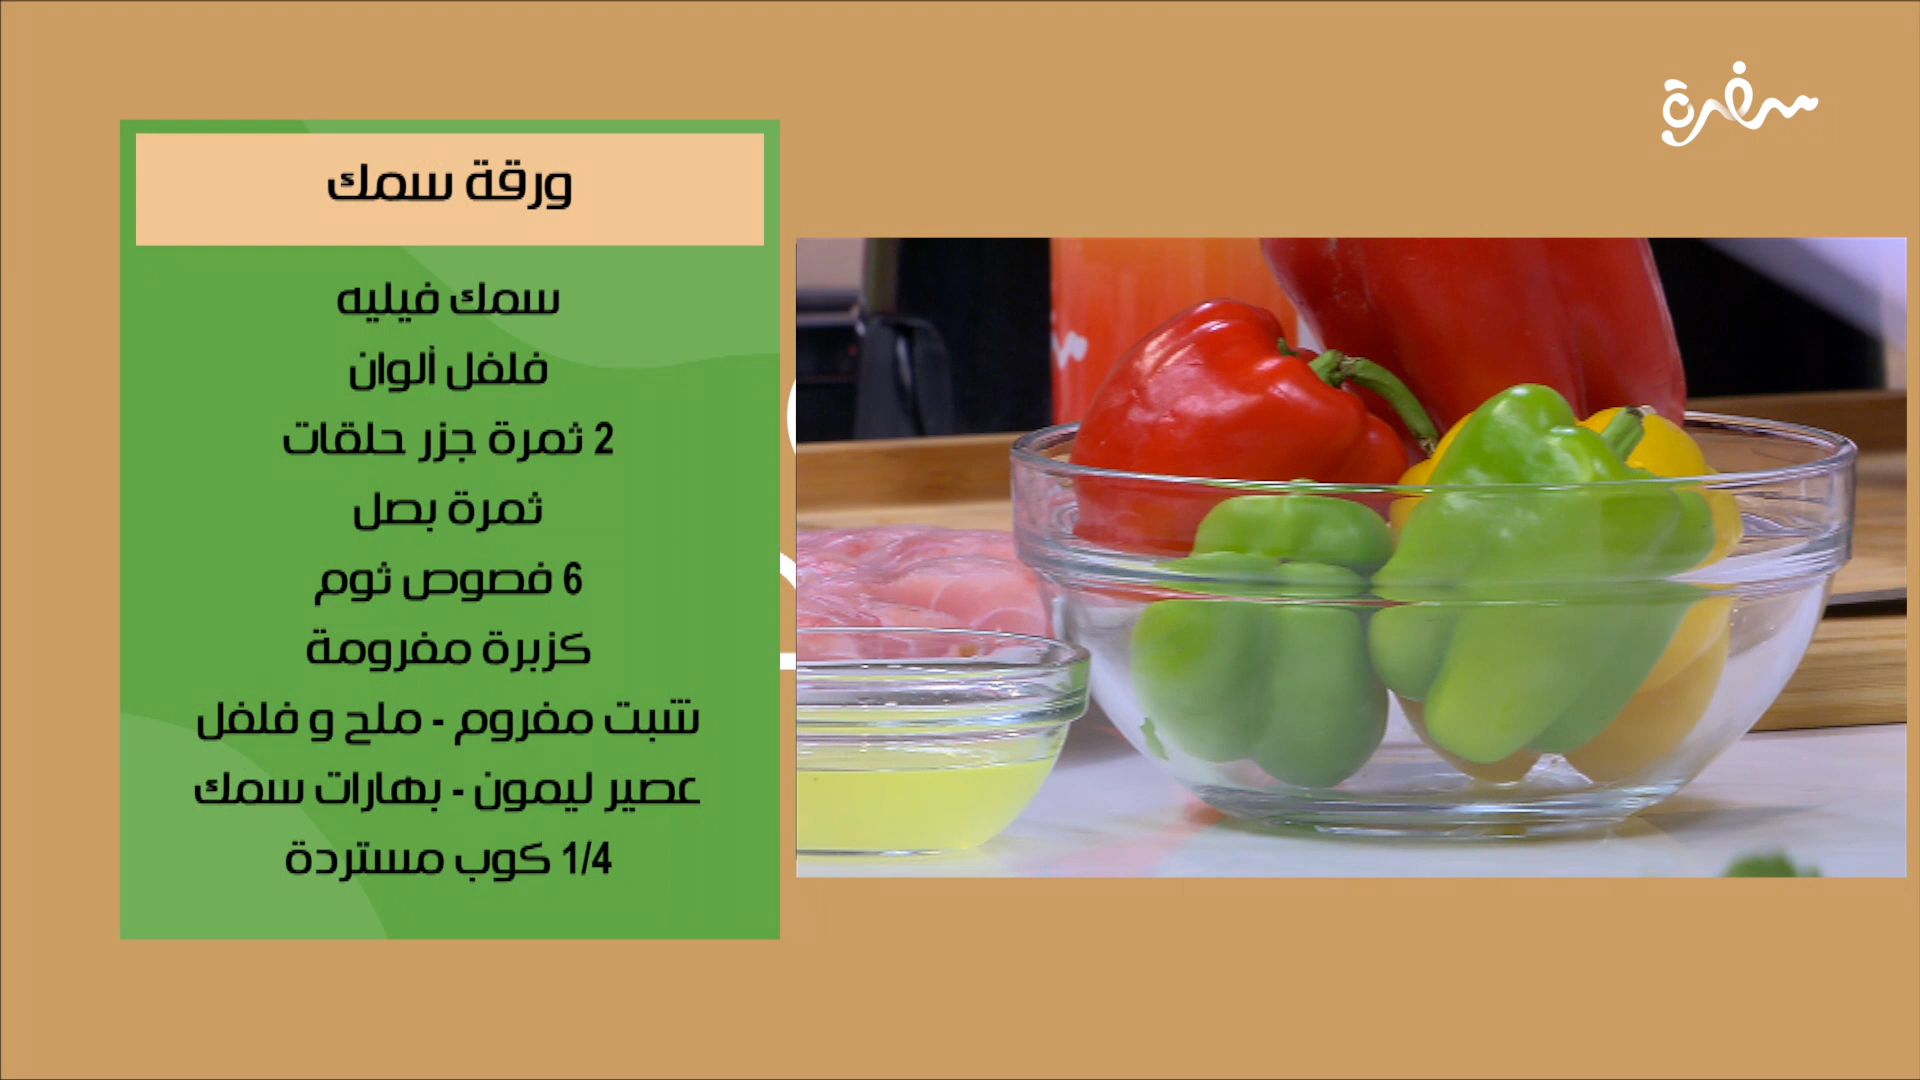 سفرة
ورقة سمك
سمك فيليه
فلفل ألوان
2 ثمرة جزر حلقات
ثمرة بصل
6 فصوص ثوم
كزبرة مفرومة
شبت مفروم - ملح و فلفل
عصير ليمون - بهارات سمك
1/4 كوب مستردة